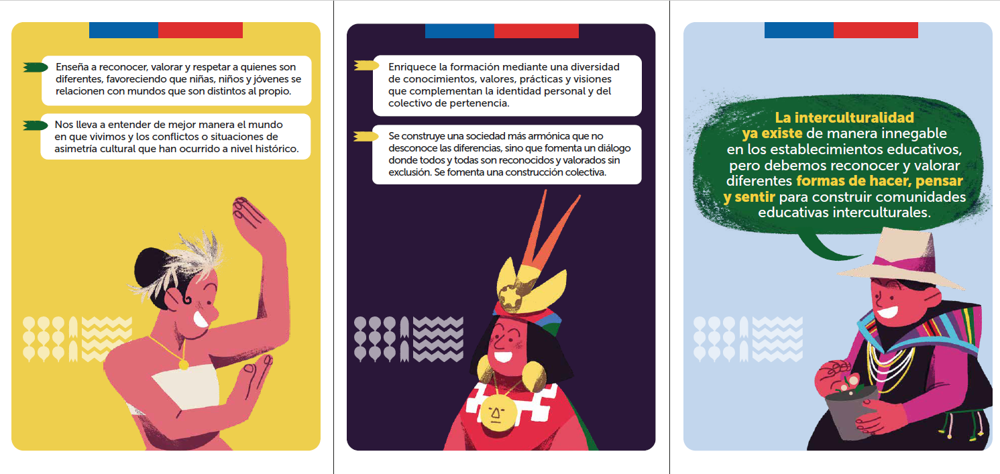 Enseña a reconocer, valorar y respetar a quienes son
diferentes, favoreciendo que niñas, niños y jóvenes se
relacionen con mundos que son distintos al propio.
Nos lleva a entender de mejor manera el mundo
en que vivimos y los conflictos o situaciones de
asimetría cultural que han ocurrido a nivel histórico.
Enriquece la formación mediante una diversidad
de conocimientos, valores, prácticas y visiones
que complementan la identidad personal y del
colectivo de pertenencia.
Se construye una sociedad más armónica que no
desconoce las diferencias, sino que fomenta un diálogo
donde todos y todas son reconocidos y valorados sin
exclusión. Se fomenta una construcción colectiva.
La interculturalidad
ya existe de manera innegable
en los establecimientos educativos,
pero debemos reconocer y valorar
diferentes formas de hacer, pensar
y sentir para construir comunidades
educativas interculturales.